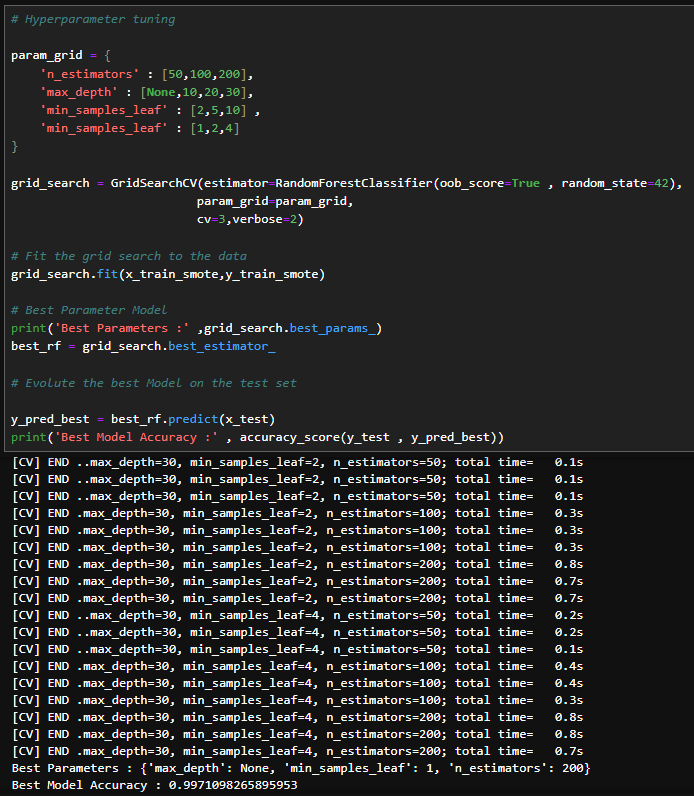 # Hyperparameter tuning
param_grid = {
'n_estimators' : [50,100,200],
'max_depth' : [None,10,20,30],
'min_samples_leaf' : [2,5,10] ,
'min_samples_leaf' : [1,2,4]
}
grid_search = GridSearchCV(estimator=RandomForestClassifier(oob_score=True , random_state=42),
param_grid=param_grid,
cv=3,verbose=2)
# Fit the grid search to the data
grid_search.fit(x_train_smote,y_train_smote)
# Best Parameter Model
print('Best Parameters :' ,grid_search.best_params_)
best_rf = grid_search.best_estimator_
# Evolute the best Model on the test set
y_pred_best = best_rf.predict(x_test)
print('Best Model Accuracy :' , accuracy_score(y_test , y_pred_best))
[CV] END ..max_depth=30, min_samples_leaf=2, n_estimators=50; total time=   0.1s
[CV] END ..max_depth=30, min_samples_leaf=2, n_estimators=50; total time=   0.1s
[CV] END ..max_depth=30, min_samples_leaf=2, n_estimators=50; total time=   0.1s
[CV] END .max_depth=30, min_samples_leaf=2, n_estimators=100; total time=   0.3s
[CV] END .max_depth=30, min_samples_leaf=2, n_estimators=100; total time=   0.3s
[CV] END .max_depth=30, min_samples_leaf=2, n_estimators=100; total time=   0.3s
[CV] END .max_depth=30, min_samples_leaf=2, n_estimators=200; total time=   0.8s
[CV] END .max_depth=30, min_samples_leaf=2, n_estimators=200; total time=   0.7s
[CV] END .max_depth=30, min_samples_leaf=2, n_estimators=200; total time=   0.7s
[CV] END ..max_depth=30, min_samples_leaf=4, n_estimators=50; total time=   0.2s
[CV] END ..max_depth=30, min_samples_leaf=4, n_estimators=50; total time=   0.2s
[CV] END ..max_depth=30, min_samples_leaf=4, n_estimators=50; total time=   0.1s
[CV] END .max_depth=30, min_samples_leaf=4, n_estimators=100; total time=   0.4s
[CV] END .max_depth=30, min_samples_leaf=4, n_estimators=100; total time=   0.4s
[CV] END .max_depth=30, min_samples_leaf=4, n_estimators=100; total time=   0.3s
[CV] END .max_depth=30, min_samples_leaf=4, n_estimators=200; total time=   0.8s
[CV] END .max_depth=30, min_samples_leaf=4, n_estimators=200; total time=   0.8s
[CV] END .max_depth=30, min_samples_leaf=4, n_estimators=200; total time=   0.7s
Best Parameters : {'max_depth': None, 'min_samples_leaf': 1, 'n_estimators': 200}
Best Model Accuracy : 0.9971098265895953